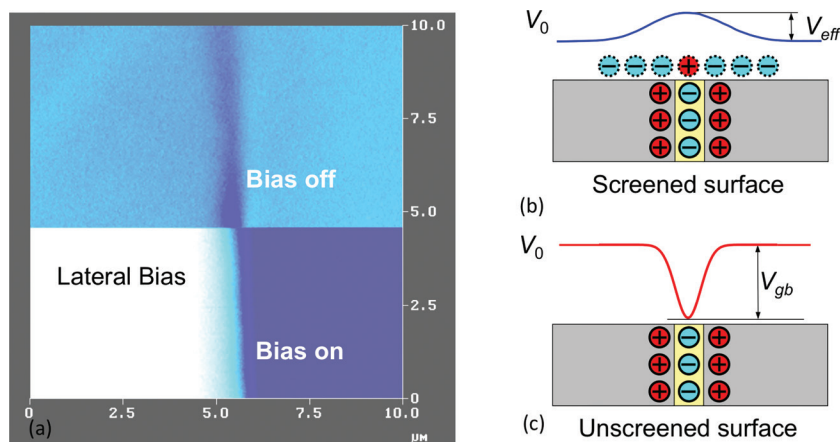 10.0
7.5
Bias off
5.0
Lateral Bias
2.5
Bias on
0
0
2.5
5.0
7.5
10.0
μM
(a)
V0
Veff
− − − + − − −
+ − +
+ − +
+ − +
Screened surface
(b)
V0
Vgb
+ − +
+ − +
+ − +
Unscreened surface
(c)